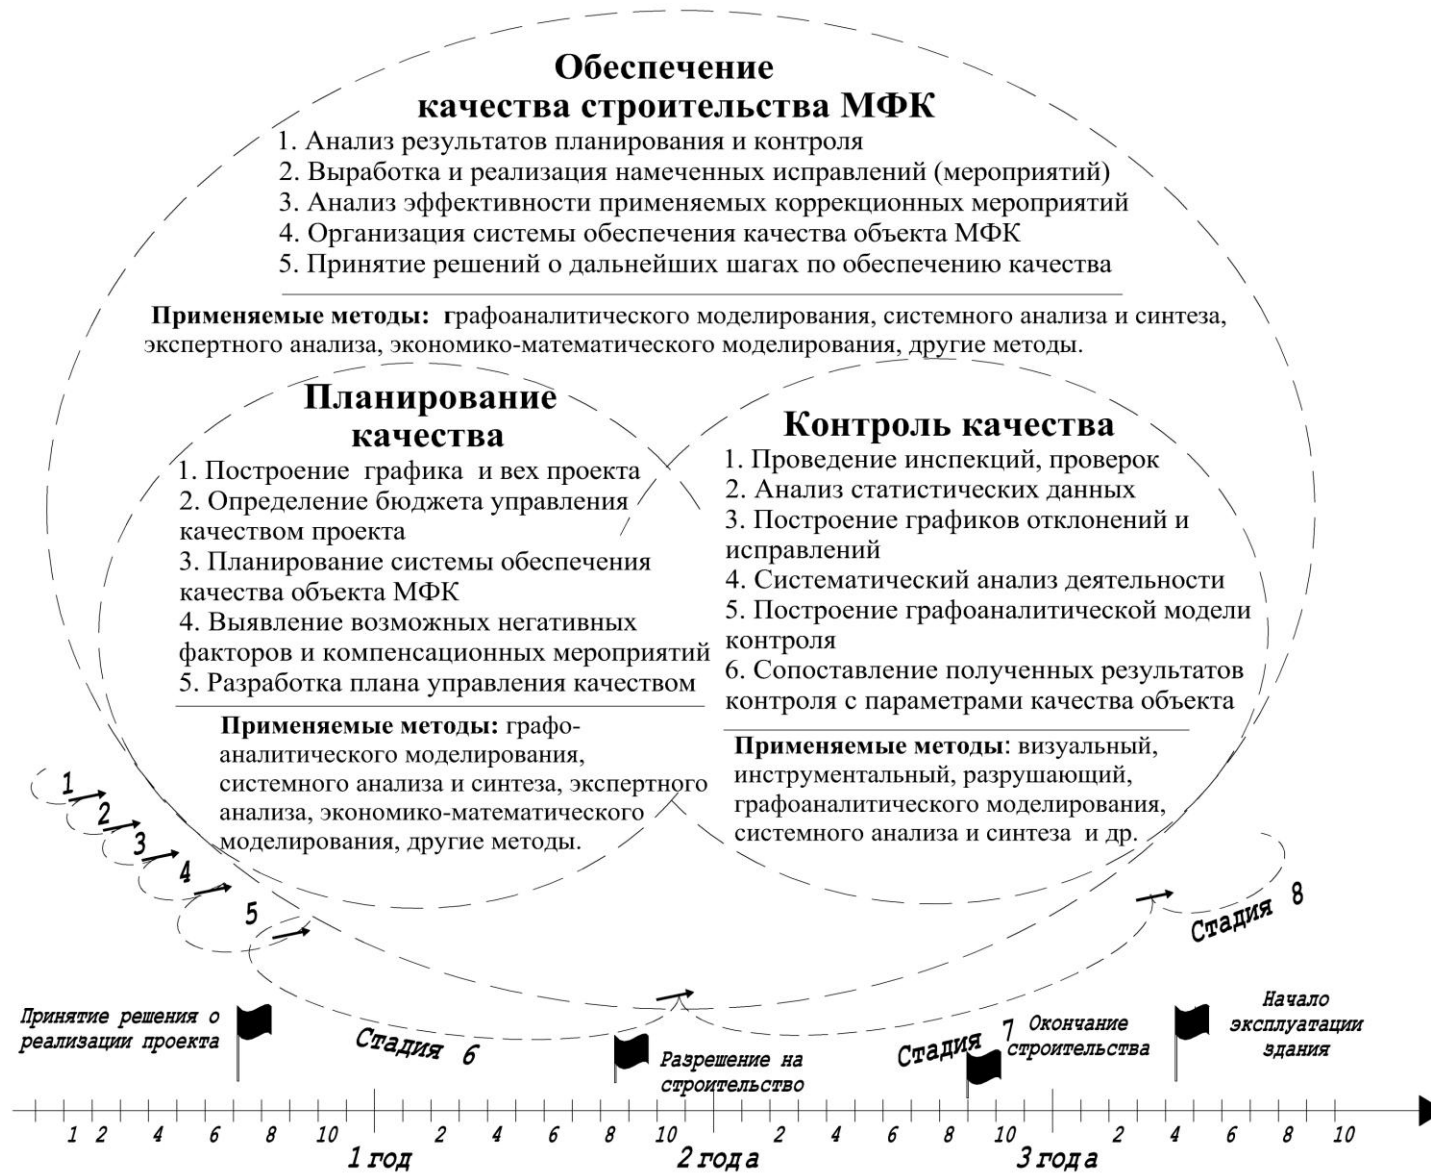 Обеспечение
качества строительства МФК
1. Анализ результатов планирования и контроля
2. Выработка и реализация намеченных исправлений (мероприятий)
3. Анализ эффективности применяемых коррекционных мероприятий
4. Организация системы обеспечения качества объекта МФК
5. Принятие решений о дальнейших шагах по обеспечению качества
Применяемые методы: графоаналитического моделирования, системного анализа и синтеза,
экспертного анализа, экономико-математического моделирования, другие методы.
Планирование
качества
1. Построение графика и вех проекта
2. Определение бюджета управления
качеством проекта
3. Планирование системы обеспечения
качества объекта МФК
4. Выявление возможных негативных
факторов и компенсационных мероприятий
5. Разработка плана управления качеством
Применяемые методы: графо-
аналитического моделирования,
системного анализа и синтеза, экспертного
анализа, экономико-математического
моделирования, другие методы.
Контроль качества
1. Проведение инспекций, проверок
2. Анализ статистических данных
3. Построение графиков отклонений и
исправлений
4. Систематический анализ деятельности
5. Построение графоаналитической модели
контроля
6. Сопоставление полученных результатов
контроля с параметрами качества объекта
Применяемые методы: визуальный,
инструментальный, разрушающий,
графоаналитического моделирования,
системного анализа и синтеза и др.
1
2
3
4
5
Стадия 6
Стадия 7
Стадия 8
Принятие решения о
реализации проекта
Разрешение на
строительство
Окончание
строительства
Начало
эксплуатации
здания
1 2 4 6 8 10 2 4 6 8 10 2 4 6 8 10 2 4 6 8 10
1 год 2 года 3 года